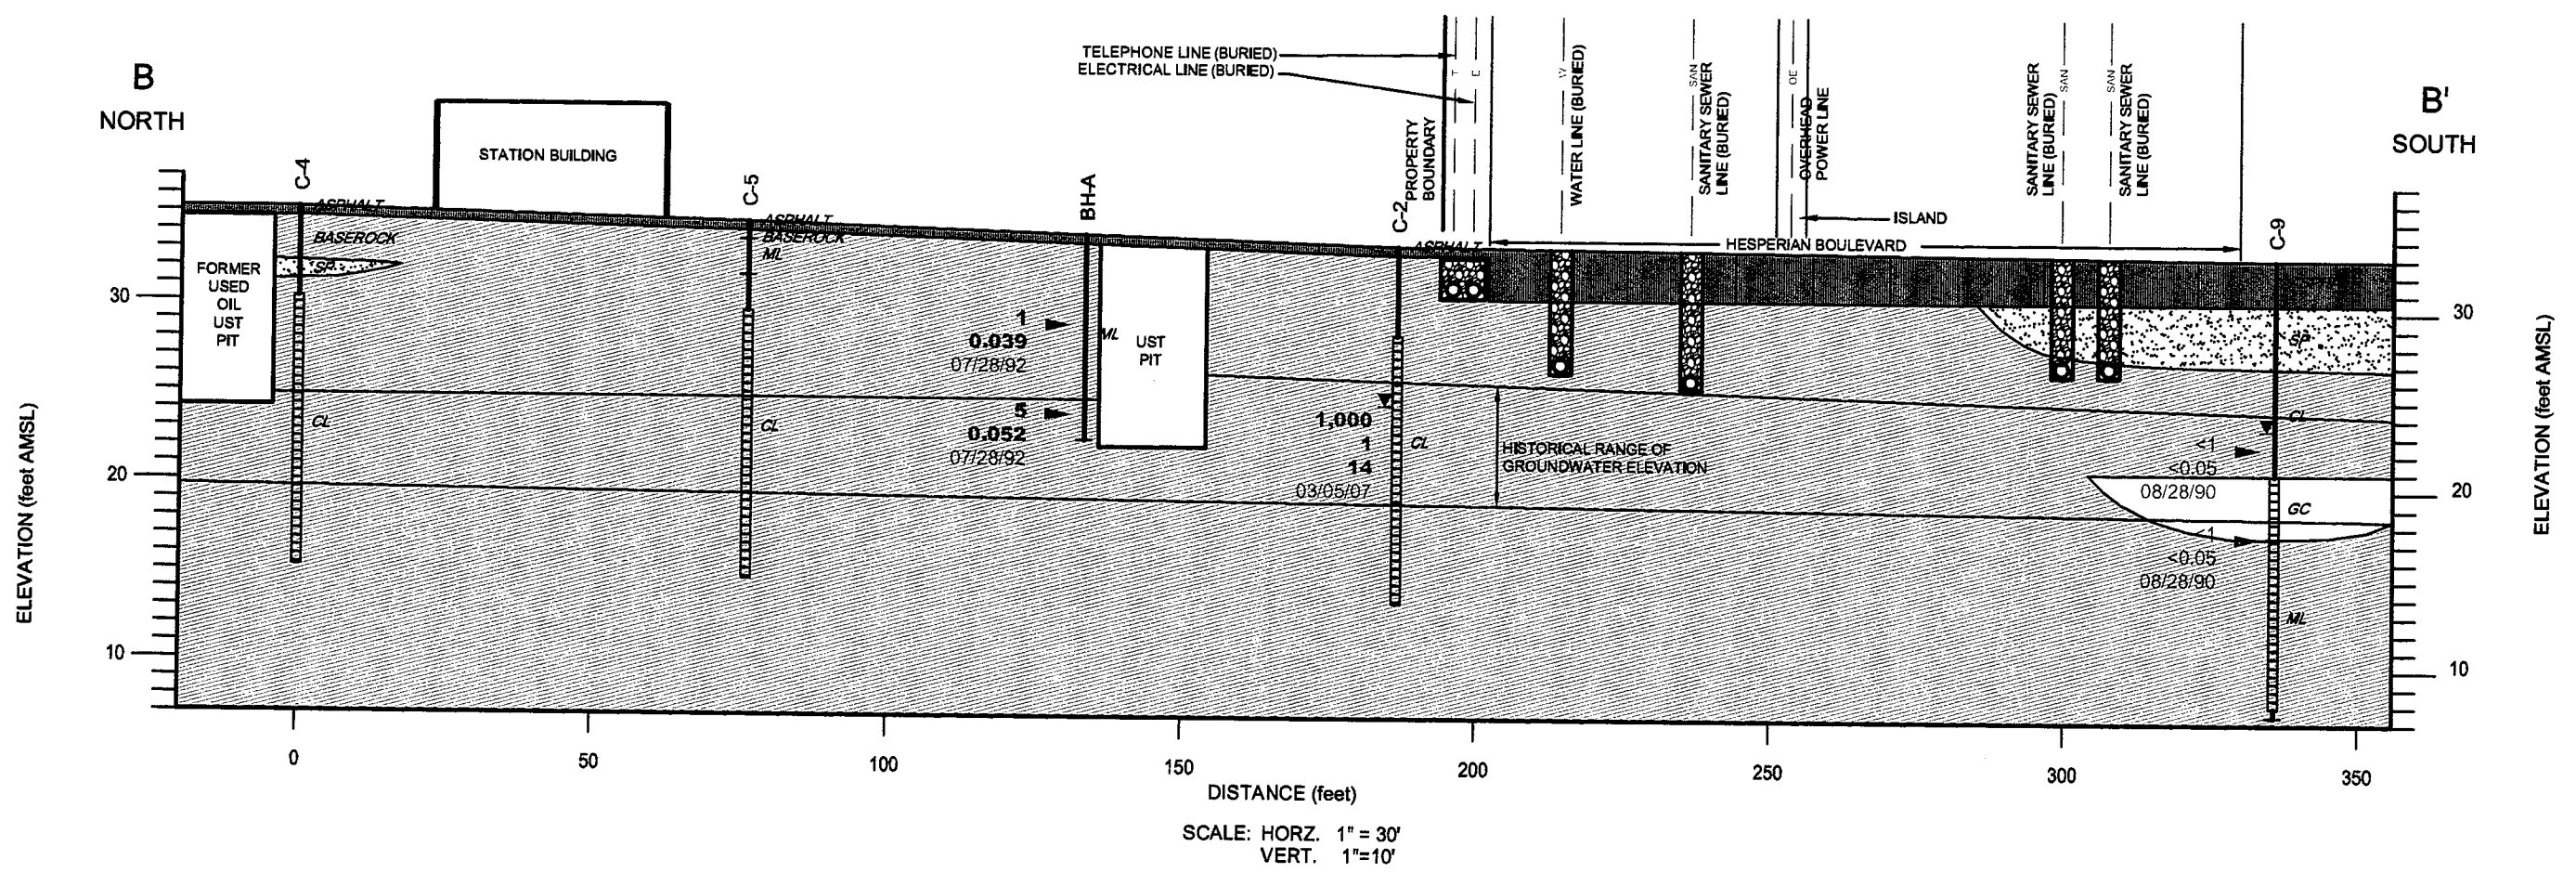 B
NORTH
B'
SOUTH
TELEPHONE LINE (BURIED)
ELECTRICAL LINE (BURIED)
T
E
W
SAN
OE
SAN
SAN
PROPERTY
BOUNDARY
WATER LINE (BURIED)
SANITARY SEWER
LINE (BURIED)
OVERHEAD
POWER LINE
SANITARY SEWER
LINE (BURIED)
SANITARY SEWER
LINE (BURIED)
ISLAND
HESPERIAN BOULEVARD
STATION BUILDING
C-4
C-5
BH-A
C-2
C-9
ASPHALT
BASEROCK
SP
CL
ASPHALT
BASEROCK
ML
CL
ML
ASPHALT
CL
SP
CL
GC
ML
FORMER
USED
OIL
UST
PIT
UST
PIT
1
0.039
07/28/92
5
0.052
07/28/92
1,000
1
14
03/05/07
HISTORICAL RANGE OF
GROUNDWATER ELEVATION
<1
<0.05
08/28/90
<1
<0.05
08/28/90
ELEVATION (feet AMSL)
30
20
10
ELEVATION (feet AMSL)
30
20
10
0
50
100
150
200
250
300
350
DISTANCE (feet)
SCALE: HORZ. 1" = 30'
VERT. 1"=10'